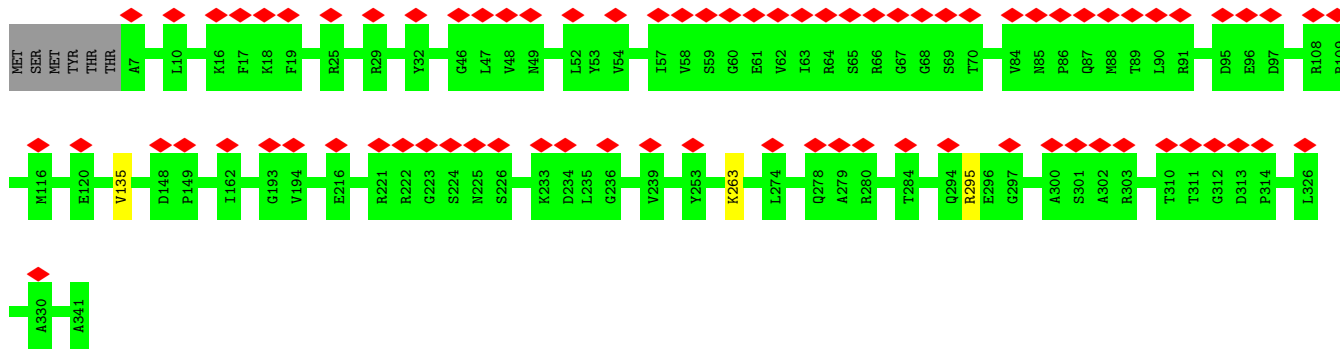 MET SER MET TYR THR THR A7 L10 K16 F17 K18 F19 R25 R29 Y32 G46 L47 V48 N49 L52 Y53 V54 I57 V58 S59 G60 E61 V62 I63 R64 S65 R66 G67 G68 S69 T70 V84 N85 P86 Q87 M88 T89 L90 R91 D95 E96 D97 R108
M116 E120 V135 D148 P149 I162 G193 V194 E216 R221 R222 G223 S224 N225 S226 K233 D234 L235 G236 V239 Y253 K263 L274 Q278 A279 R280 T284 Q294 R295 E296 G297 A300 S301 A302 R303 T310 T311 G312 D313 P314 L326
A330 A341